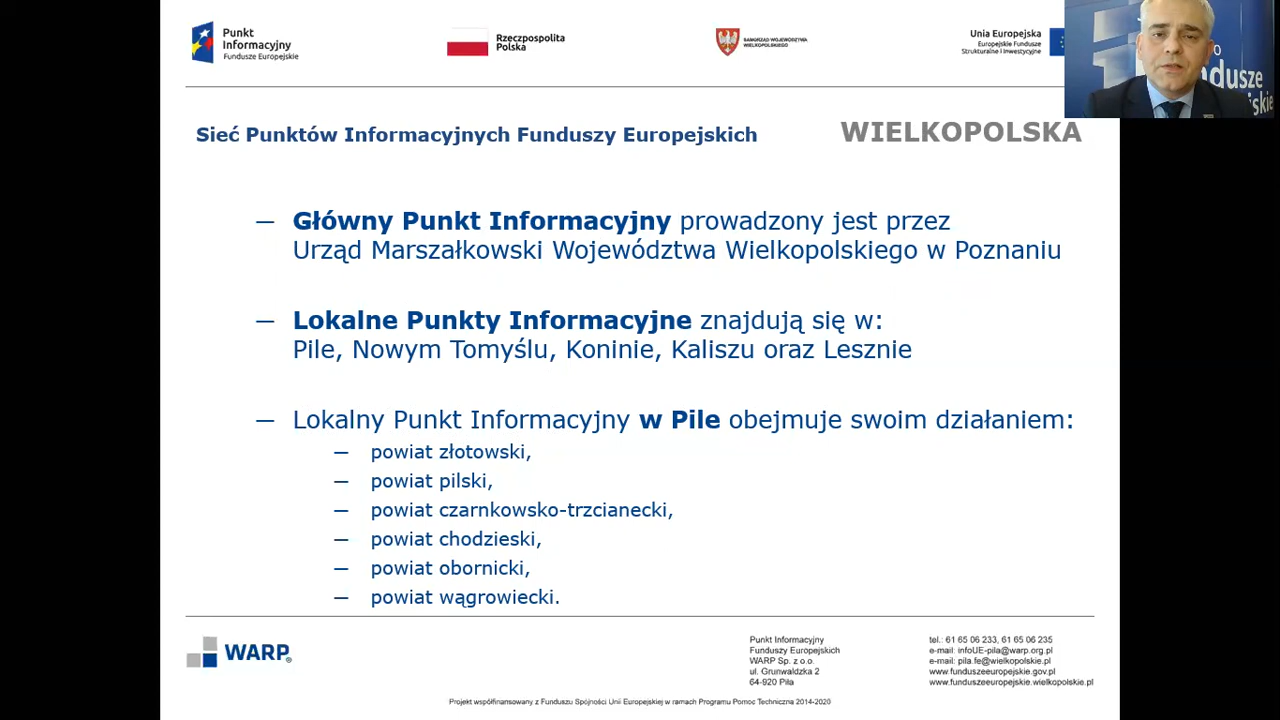 Punkt
Informacyjny
Fundusze Europejskie
Rzeczpospolita
Polska
SAMORZĄD WOJEWÓDZTWA
WIELKOPOLSKIEGO
Unia Europejska
Europejskie Fundusze
Strukturalne i Inwestycyjne
Sieć Punktów Informacyjnych Funduszy Europejskich
WIELKOPOLSKA
— Główny Punkt Informacyjny prowadzony jest przez
Urząd Marszałkowski Województwa Wielkopolskiego w Poznaniu
— Lokalne Punkty Informacyjne znajdują się w:
Pile, Nowym Tomyślu, Koninie, Kaliszu oraz Lesznie
— Lokalny Punkt Informacyjny w Pile obejmuje swoim działaniem:
— powiat złotowski,
— powiat pilski,
— powiat czarnkowsko-trzcianecki,
— powiat chodzieski,
— powiat obornicki,
— powiat wągrowiecki.
WARP®
Punkt Informacyjny
Funduszy Europejskich
WARP Sp. z o.o.
ul. Grunwaldzka 2
64-920 Piła
tel.: 61 65 06 233, 61 65 06 235
e-mail: infoUE-pila@warp.org.pl
e-mail: pila.fe@wielkopolskie.pl
www.funduszeeuropejskie.gov.pl
www.funduszeeuropejskie.wielkopolskie.pl
Projekt współfinansowany z Funduszu Spójności Unii Europejskiej w ramach Programu Pomoc Techniczna 2014-2020